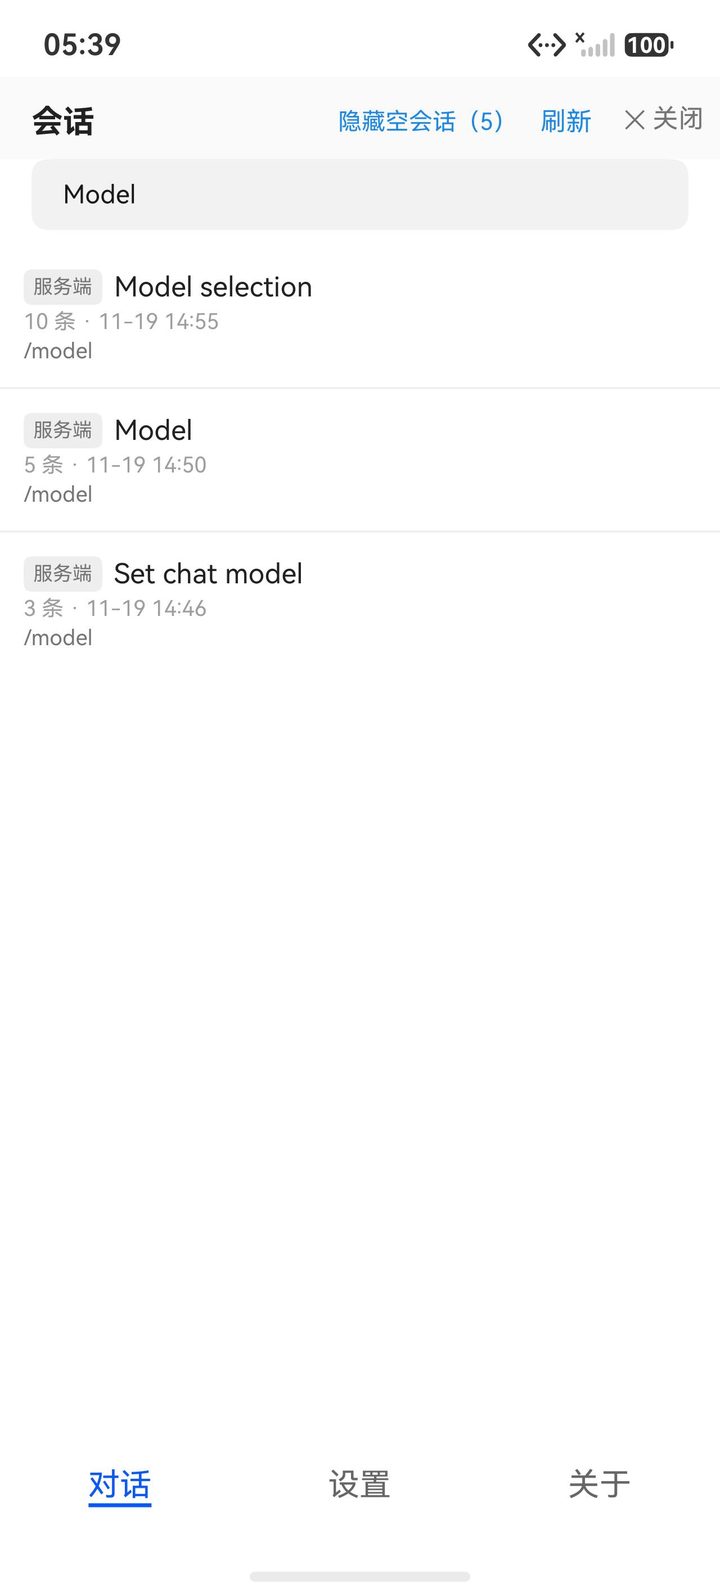 05:39
100
会话 隐藏空会话（5） 刷新 × 关闭
Model
服务端 Model selection
10 条 · 11-19 14:55
/model
服务端 Model
5 条 · 11-19 14:50
/model
服务端 Set chat model
3 条 · 11-19 14:46
/model
对话 设置 关于